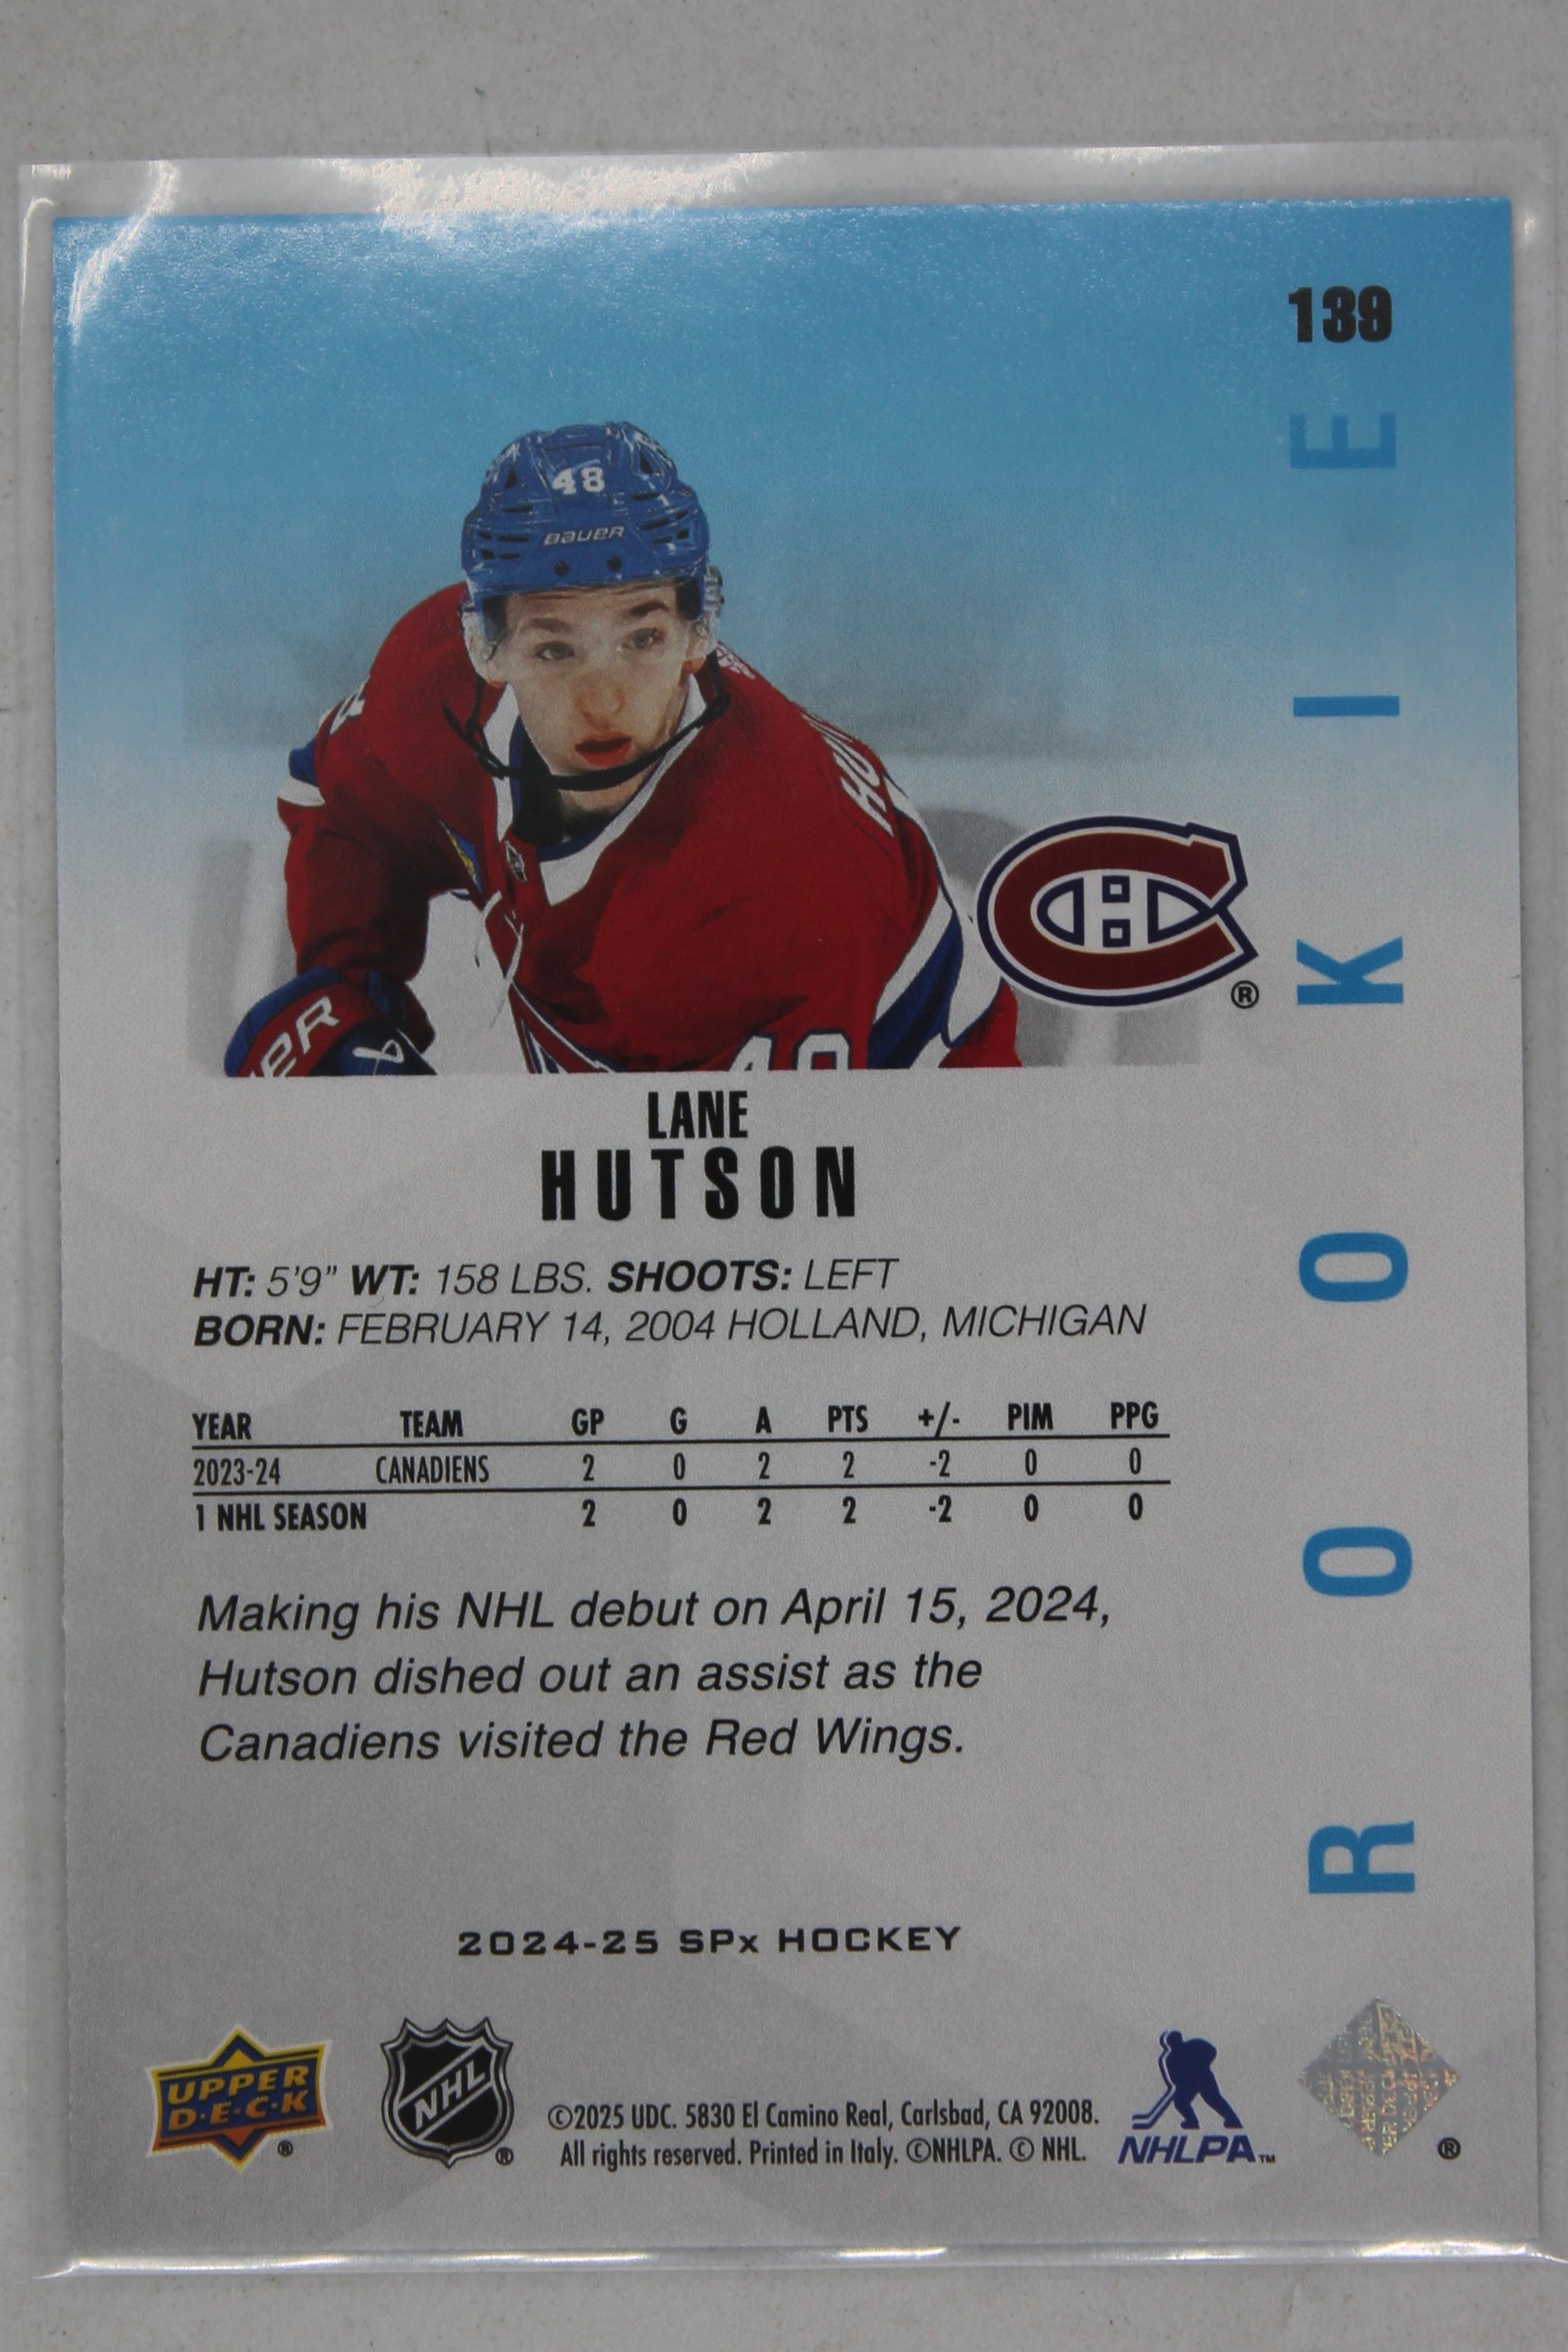 139
ROOKIE
48
BAUER
HU
®
LANE
HUTSON
HT: 5'9" WT: 158 LBS. SHOOTS: LEFT
BORN: FEBRUARY 14, 2004 HOLLAND, MICHIGAN
YEAR TEAM GP G A PTS +/- PIM PPG
2023-24 CANADIENS 2 0 2 2 -2 0 0
1 NHL SEASON 2 0 2 2 -2 0 0
Making his NHL debut on April 15, 2024,
Hutson dished out an assist as the
Canadiens visited the Red Wings.
2024-25 SPx HOCKEY
UPPER
D·E·C·K
®
NHL
®
©2025 UDC. 5830 El Camino Real, Carlsbad, CA 92008.
All rights reserved. Printed in Italy. ©NHLPA. © NHL.
NHLPA™
®